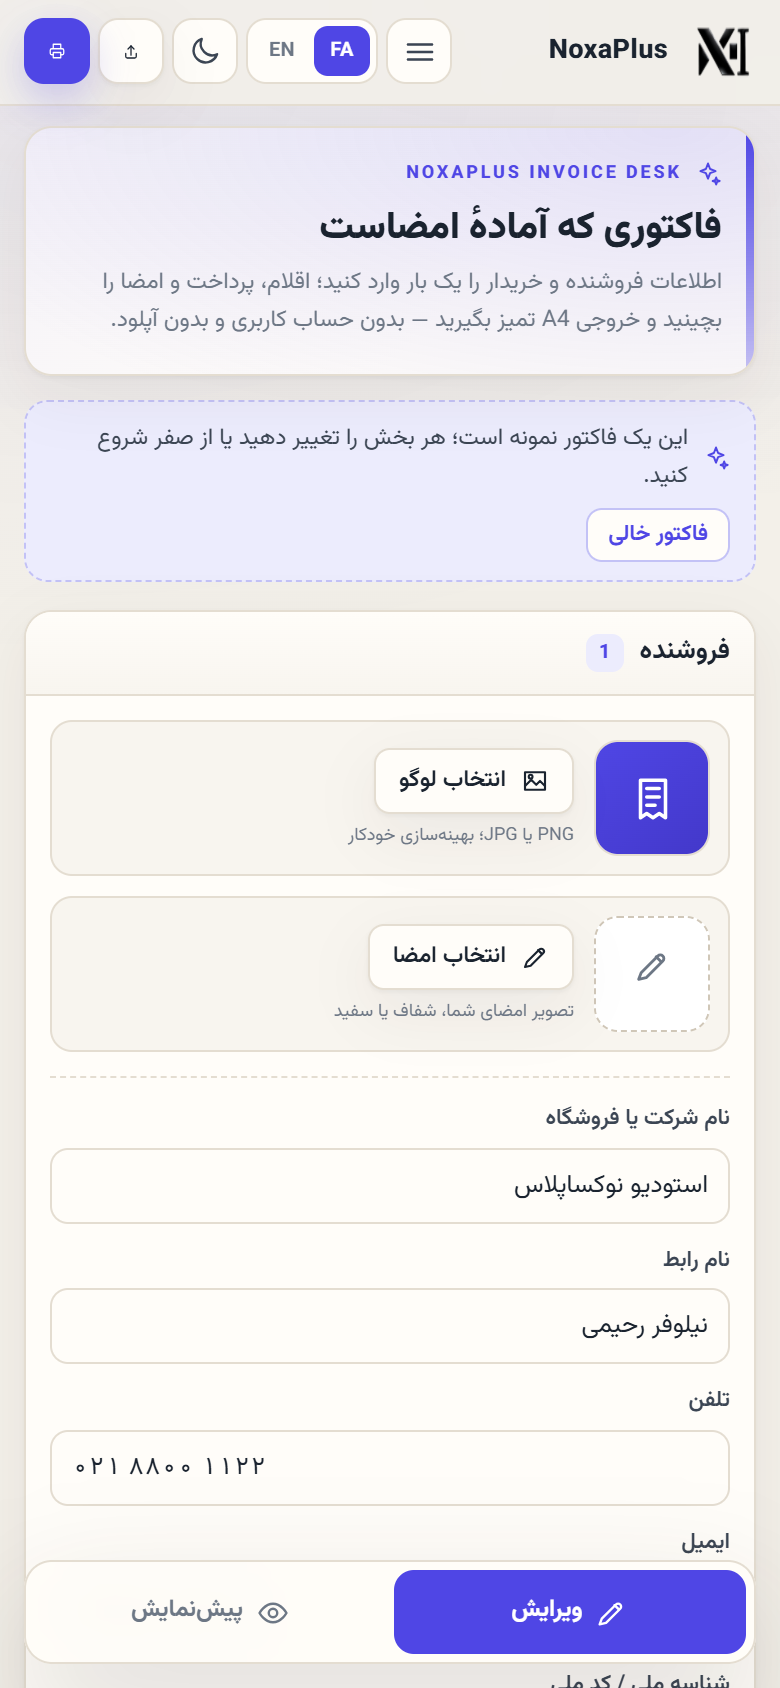 NoxaPlus
FA
EN
NOXAPLUS INVOICE DESK
فاکتوری که آمادهٔ امضاست
اطلاعات فروشنده و خریدار را یک بار وارد کنید؛ اقلام، پرداخت و امضا را
بچینید و خروجی A4 تمیز بگیرید — بدون حساب کاربری و بدون آپلود.
این یک فاکتور نمونه است؛ هر بخش را تغییر دهید یا از صفر شروع
کنید.
فاکتور خالی
فروشنده
1
انتخاب لوگو
PNG یا JPG؛ بهینه‌سازی خودکار
انتخاب امضا
تصویر امضای شما، شفاف یا سفید
نام شرکت یا فروشگاه
استودیو نوکساپلاس
نام رابط
نیلوفر رحیمی
تلفن
۰۲۱ ۸۸۰۰ ۱۱۲۲
ایمیل
ویرایش
پیش‌نمایش
شناسه ملی / کد ملی